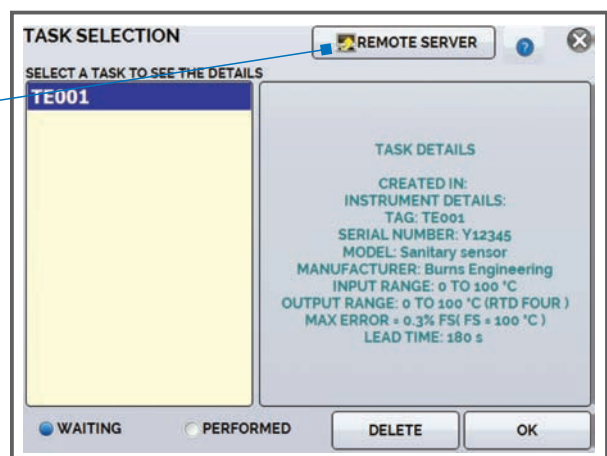 TASK SELECTION
REMOTE SERVER
?
SELECT A TASK TO SEE THE DETAILS
TE001
TASK DETAILS
CREATED IN:
INSTRUMENT DETAILS:
TAG: TE001
SERIAL NUMBER: Y12345
MODEL: Sanitary sensor
MANUFACTURER: Burns Engineering
INPUT RANGE: 0 TO 100 °C
OUTPUT RANGE: 0 TO 100 °C (RTD FOUR )
MAX ERROR = 0.3% FS( FS = 100 °C )
LEAD TIME: 180 s
WAITING
PERFORMED
DELETE
OK